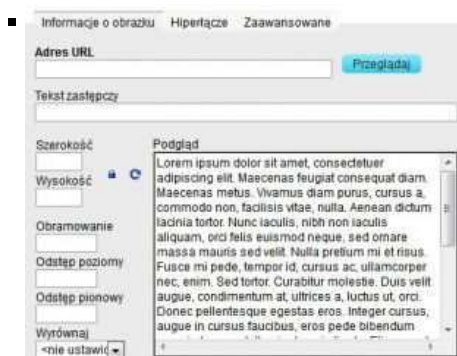 Informacje o obrazku Hiperłącze Zaawansowane
Adres URL
Przeglądaj
Tekst zastępczy
Szerokość
Wysokość
Obramowanie
Odstęp poziomy
Odstęp pionowy
Wyrównaj
<nie ustawic
Podgląd
Lorem ipsum dolor sit amet, consectetuer
adipiscing elit. Maecenas feugiat consequat diam.
Maecenas metus. Vivamus diam purus, cursus a,
commodo non, facilisis vitae, nulla. Aenean dictum
lacinia tortor. Nunc iaculis, nibh non iaculis
aliquam, orci felis euismod neque, sed ornare
massa mauris sed velit. Nulla pretium mi et risus.
Fusce mi pede, tempor id, cursus ac, ullamcorper
nec, enim. Sed tortor. Curabitur molestie. Duis velit
augue, condimentum at, ultrices a, luctus ut, orci.
Donec pellentesque egestas eros. Integer cursus,
augue in cursus faucibus, eros pede bibendum